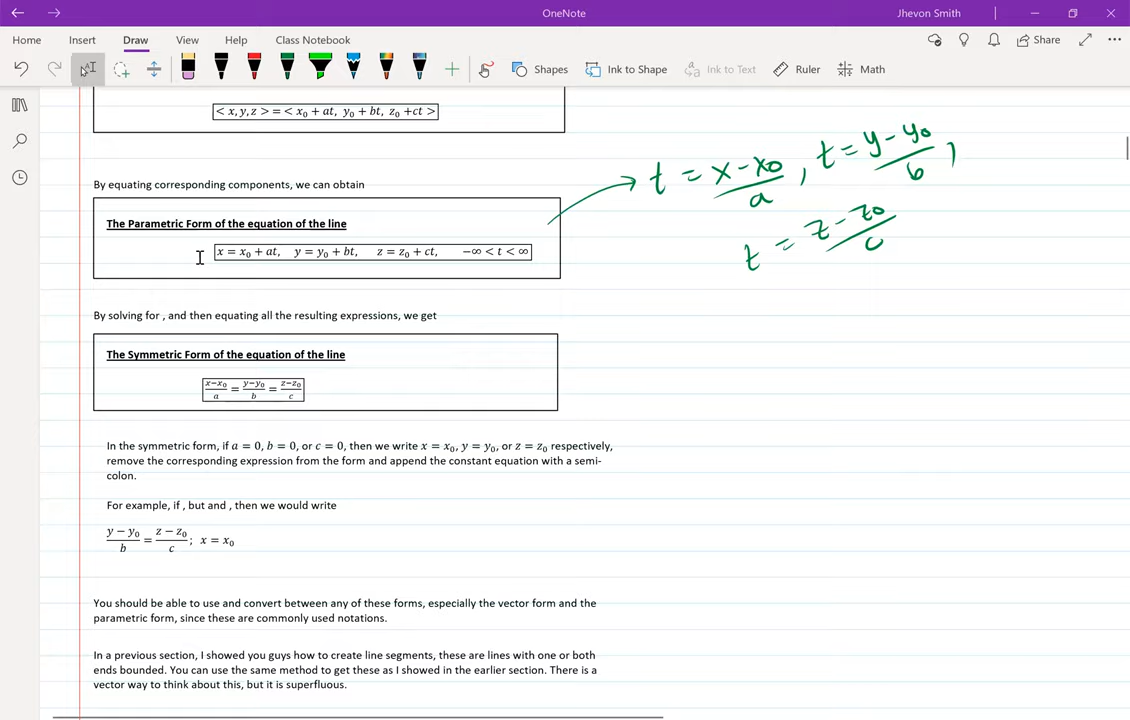 OneNote
Jhevon Smith
Home Insert Draw View Help Class Notebook
Share
Shapes Ink to Shape Ink to Text Ruler Math
< x, y, z > = < x₀ + at, y₀ + bt, z₀ + ct >
By equating corresponding components, we can obtain
The Parametric Form of the equation of the line
x = x₀ + at, y = y₀ + bt, z = z₀ + ct, −∞ < t < ∞
t = x − x₀ / a , t = y − y₀ / b ,
t = z − z₀ / c
By solving for , and then equating all the resulting expressions, we get
The Symmetric Form of the equation of the line
x−x₀ / a = y−y₀ / b = z−z₀ / c
In the symmetric form, if a = 0, b = 0, or c = 0, then we write x = x₀, y = y₀, or z = z₀ respectively,
remove the corresponding expression from the form and append the constant equation with a semi-
colon.
For example, if , but and , then we would write
y − y₀ / b = z − z₀ / c ; x = x₀
You should be able to use and convert between any of these forms, especially the vector form and the
parametric form, since these are commonly used notations.
In a previous section, I showed you guys how to create line segments, these are lines with one or both
ends bounded. You can use the same method to get these as I showed in the earlier section. There is a
vector way to think about this, but it is superfluous.